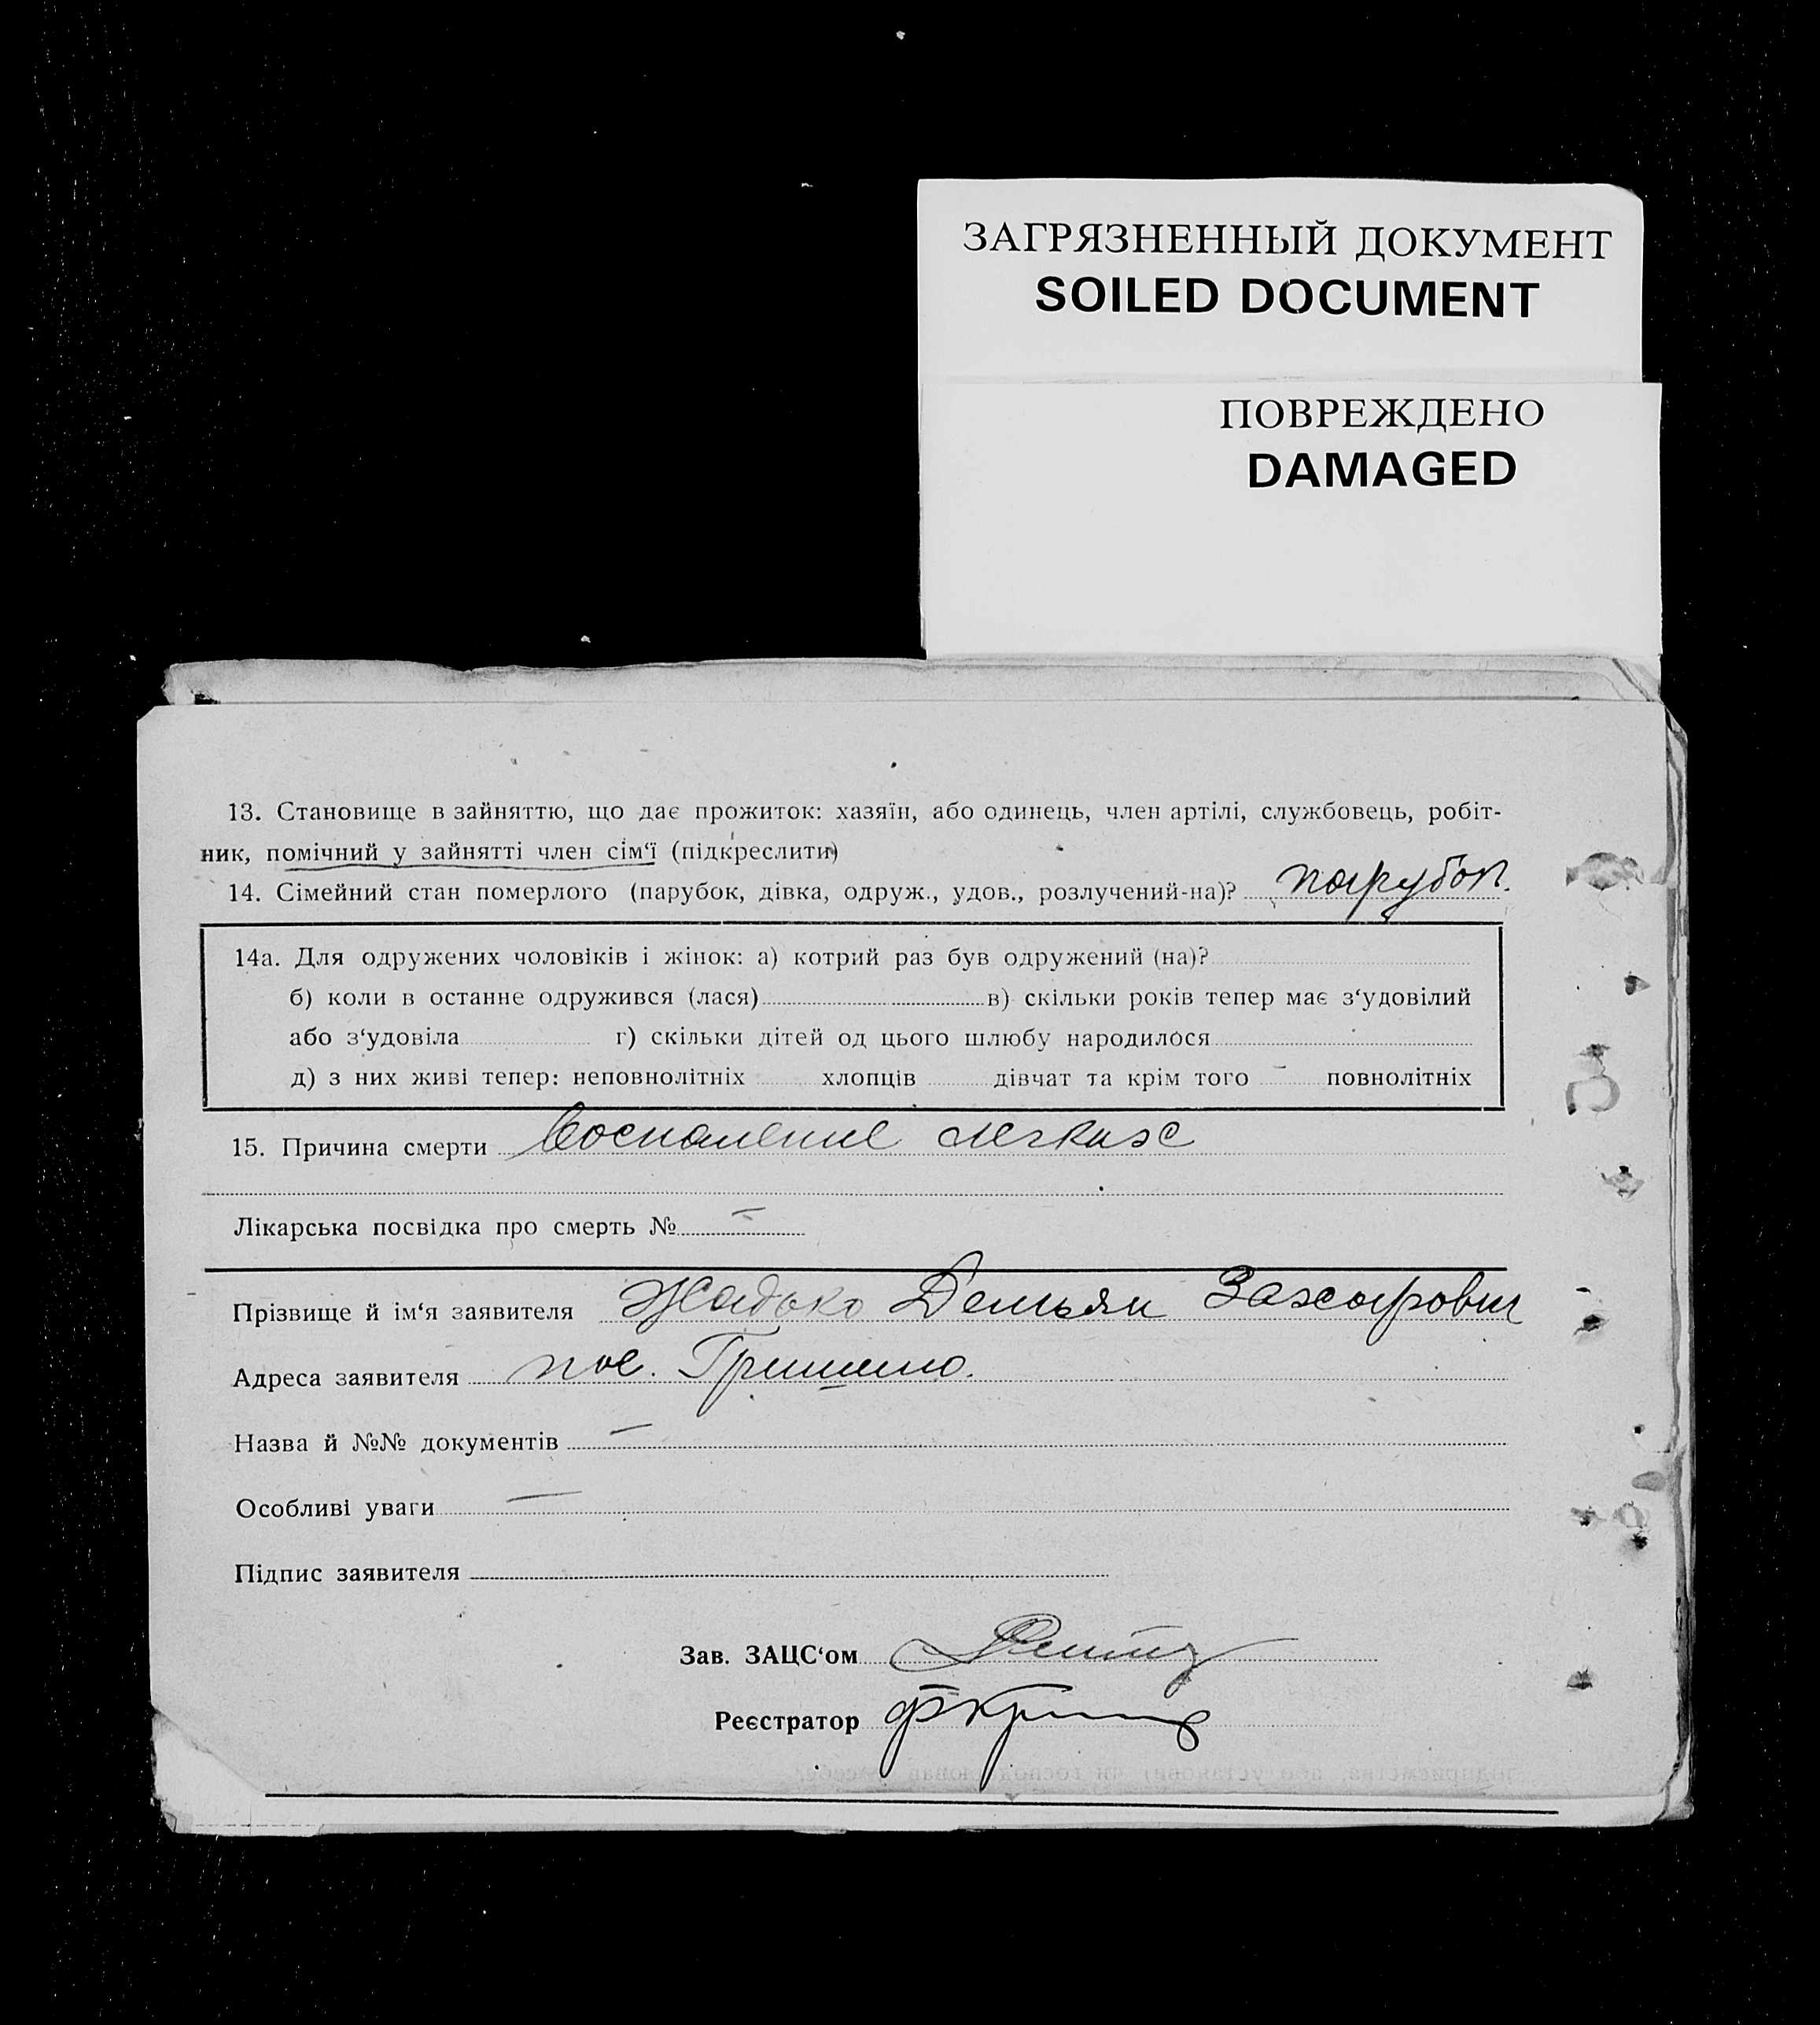 ЗАГРЯЗНЕННЫЙ ДОКУМЕНТ
SOILED DOCUMENT
ПОВРЕЖДЕНО
DAMAGED
13. Становище в зайняттю, що дає прожиток: хазяїн, або одинець, член артілі, службовець, робіт-
ник, помічний у зайнятті член сім‘ї (підкреслити)
14. Сімейний стан померлого (парубок, дівка, одруж., удов., розлучений-на)? парубок.
14а. Для одружених чоловіків і жінок: а) котрий раз був одружений (на)?
б) коли в останнє одружився (лася) в) скільки років тепер має з‘удовілий
або з‘удовіла г) скільки дітей од цього шлюбу народилося
д) з них живі тепер: неповнолітніх хлопців дівчат та крім того – повнолітніх
15. Причина смерти Воспаление легких
Лікарська посвідка про смерть № –
Прізвище й ім‘я заявителя Жадько Демьян Захарович
Адреса заявителя пос. Гришино.
Назва й №№ документів –
Особливі уваги –
Підпис заявителя
Зав. ЗАЦС‘ом
Реєстратор